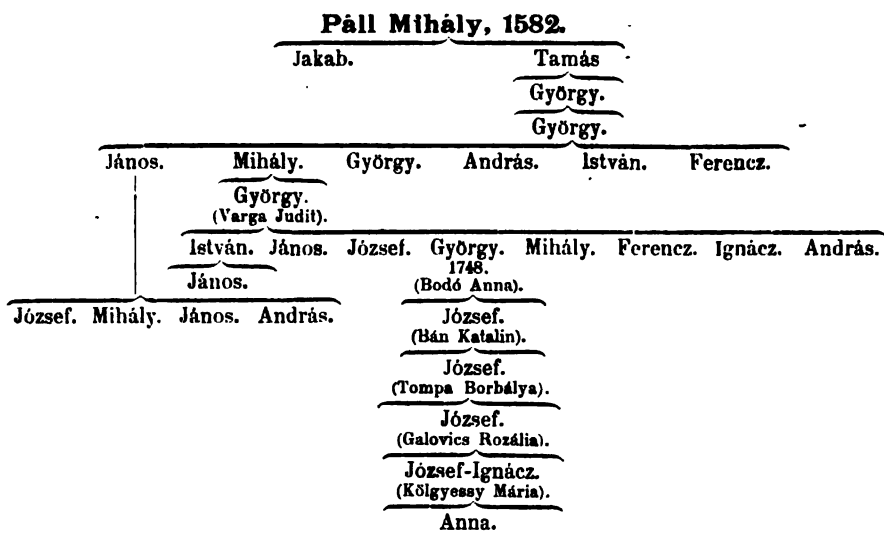 Páll Mihály, 1582.
Jakab. Tamás
György.
György.
János. Mihály. György. András. István. Ferencz.
György.
(Varga Judit).
István. János. József. György. Mihály. Ferencz. Ignácz. András.
1748.
János. (Bodó Anna).
József. Mihály. János. András. József.
(Bán Katalin).
József.
(Tompa Borbálya).
József.
(Galovics Rozália).
József-Ignácz.
(Kölgyessy Mária).
Anna.